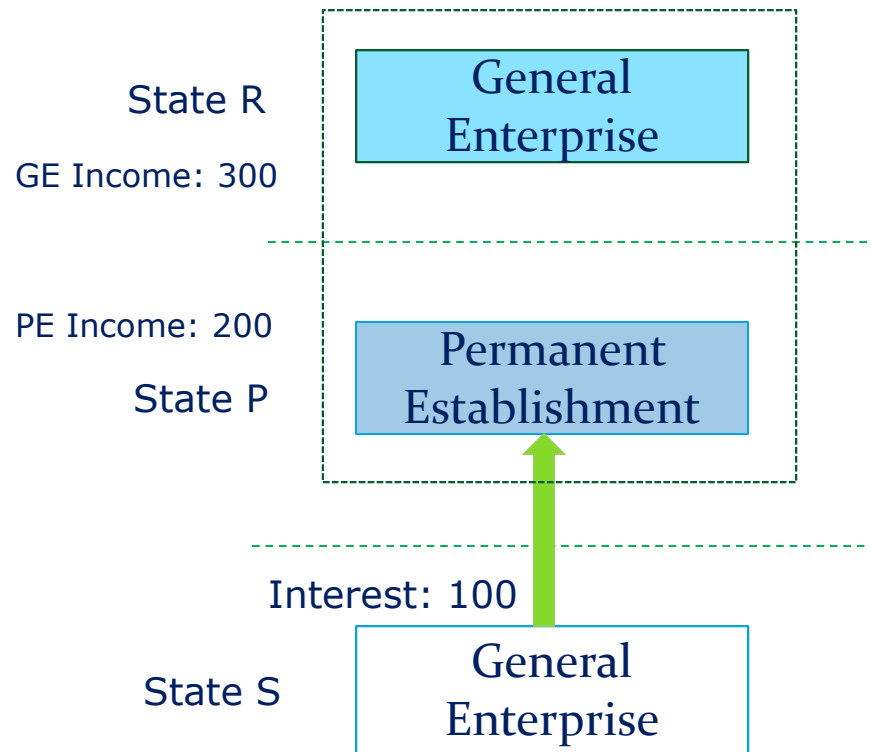 General
Enterprise
State R
GE Income: 300
PE Income: 200
Permanent
Establishment
State P
Interest: 100
General
Enterprise
State S